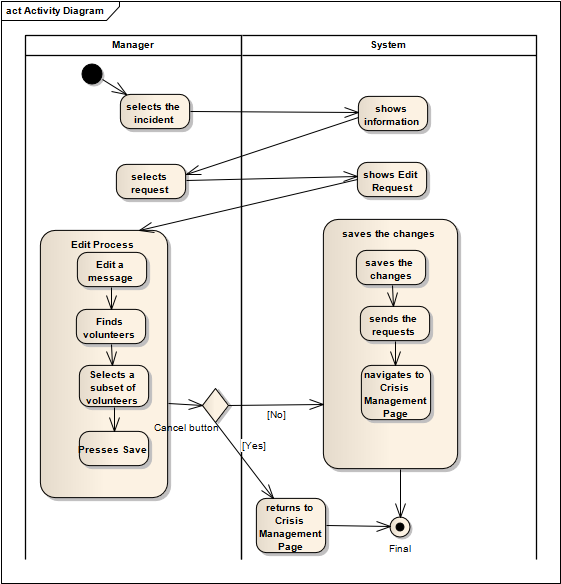 act Activity Diagram
Manager
System
selects the
incident
shows
information
selects
request
shows Edit
Request
Edit Process
Edit a
message
Finds
volunteers
Selects a
subset of
volunteers
Presses Save
saves the changes
saves the
changes
sends the
requests
navigates to
Crisis
Management
Page
Cancel button
[No]
[Yes]
returns to
Crisis
Management
Page
Final